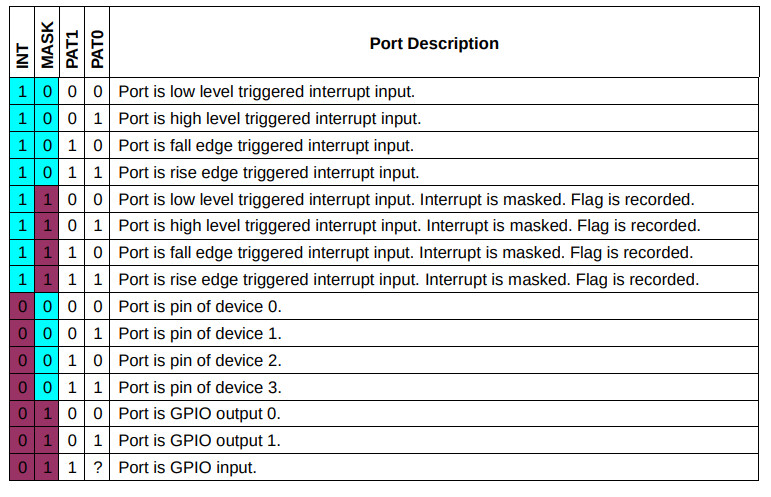 INT MASK PAT1 PAT0 Port Description
1 0 0 0 Port is low level triggered interrupt input.
1 0 0 1 Port is high level triggered interrupt input.
1 0 1 0 Port is fall edge triggered interrupt input.
1 0 1 1 Port is rise edge triggered interrupt input.
1 1 0 0 Port is low level triggered interrupt input. Interrupt is masked. Flag is recorded.
1 1 0 1 Port is high level triggered interrupt input. Interrupt is masked. Flag is recorded.
1 1 1 0 Port is fall edge triggered interrupt input. Interrupt is masked. Flag is recorded.
1 1 1 1 Port is rise edge triggered interrupt input. Interrupt is masked. Flag is recorded.
0 0 0 0 Port is pin of device 0.
0 0 0 1 Port is pin of device 1.
0 0 1 0 Port is pin of device 2.
0 0 1 1 Port is pin of device 3.
0 1 0 0 Port is GPIO output 0.
0 1 0 1 Port is GPIO output 1.
0 1 1 ? Port is GPIO input.